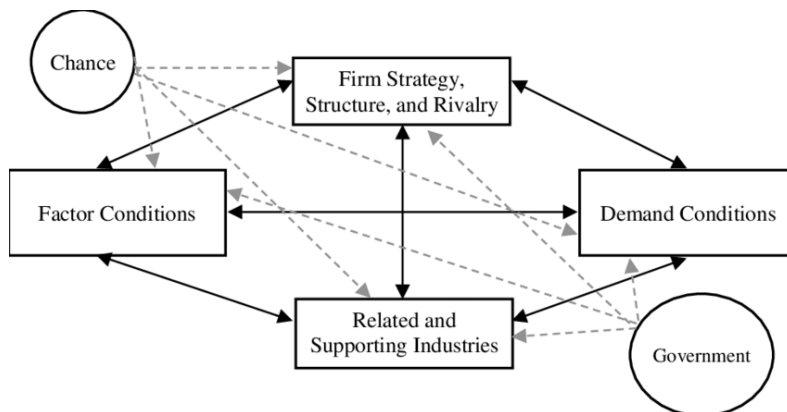 Chance
Firm Strategy,
Structure, and Rivalry
Factor Conditions
Demand Conditions
Related and
Supporting Industries
Government